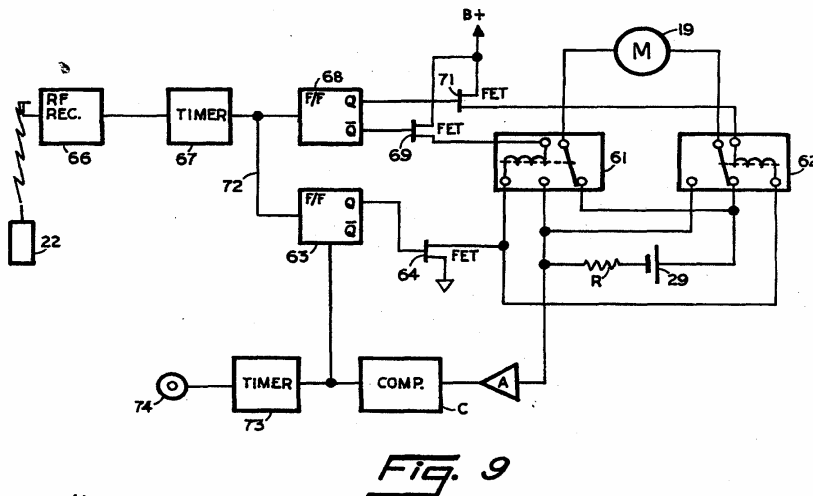 B+
19
M
RF REC.
66
TIMER
67
68
F/F Q
Q̅
71
FET
FET
69
61
62
72
F/F Q
Q̅
63
64
FET
22
R
29
74
TIMER
73
COMP.
C
A
Fig. 9